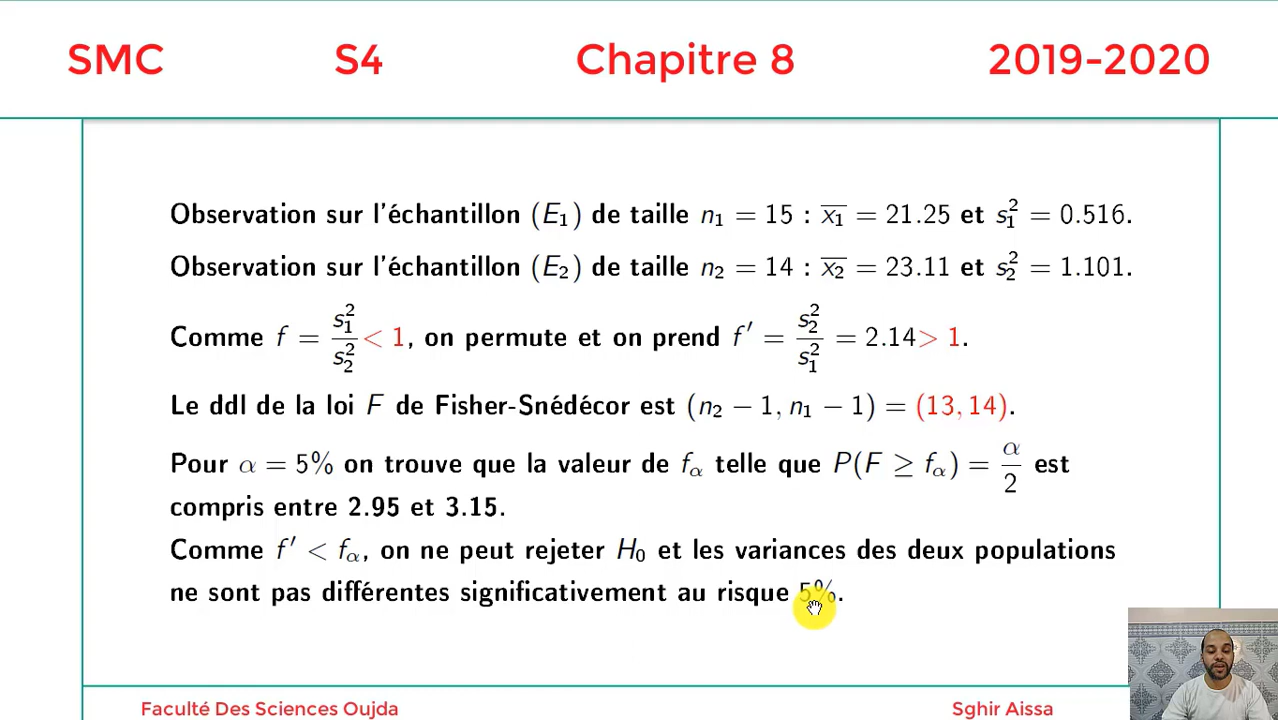 SMC S4 Chapitre 8 2019-2020
Observation sur l'échantillon (E₁) de taille n₁ = 15 : x̄₁ = 21.25 et s₁² = 0.516.
Observation sur l'échantillon (E₂) de taille n₂ = 14 : x̄₂ = 23.11 et s₂² = 1.101.
Comme f = s₁²/s₂² < 1, on permute et on prend f′ = s₂²/s₁² = 2.14 > 1.
Le ddl de la loi F de Fisher-Snédécor est (n₂ − 1, n₁ − 1) = (13, 14).
Pour α = 5% on trouve que la valeur de fα telle que P(F ≥ fα) = α/2 est
compris entre 2.95 et 3.15.
Comme f′ < fα, on ne peut rejeter H₀ et les variances des deux populations
ne sont pas différentes significativement au risque 5%.
Faculté Des Sciences Oujda Sghir Aissa